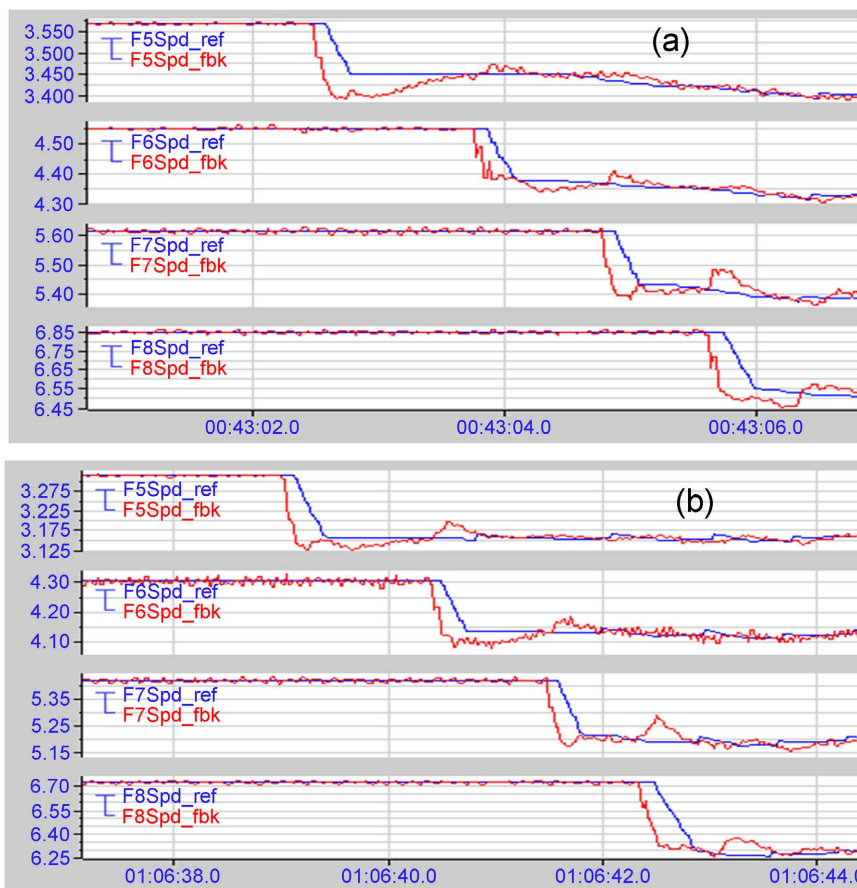 (a)
3.550
F5Spd_ref
3.500
F5Spd_fbk
3.450
3.400
4.50
F6Spd_ref
F6Spd_fbk
4.40
4.30
5.60
F7Spd_ref
F7Spd_fbk
5.50
5.40
6.85
F8Spd_ref
6.75
F8Spd_fbk
6.65
6.55
6.45
00:43:02.0 00:43:04.0 00:43:06.0
(b)
3.275
F5Spd_ref
3.225
F5Spd_fbk
3.175
3.125
4.30
F6Spd_ref
F6Spd_fbk
4.20
4.10
F7Spd_ref
5.35
F7Spd_fbk
5.25
5.15
6.70
F8Spd_ref
F8Spd_fbk
6.55
6.40
6.25
01:06:38.0 01:06:40.0 01:06:42.0 01:06:44.0